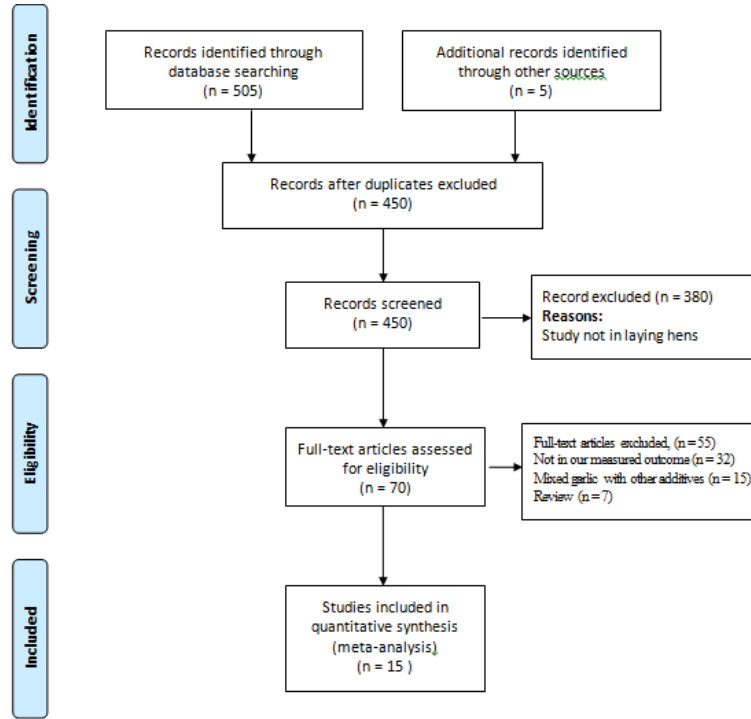 Identification
Records identified through
database searching
(n = 505)
Additional records identified
through other sources
(n = 5)
Records after duplicates excluded
(n = 450)
Screening
Records screened
(n = 450)
Record excluded (n = 380)
Reasons:
Study not in laying hens
Eligibility
Full-text articles assessed
for eligibility
(n = 70)
Full-text articles excluded, (n=55)
Not in our measured outcome (n=32)
Mixed garlic with other additives (n=15)
Review (n=7)
Included
Studies included in
quantitative synthesis
(meta-analysis)
(n = 15 )